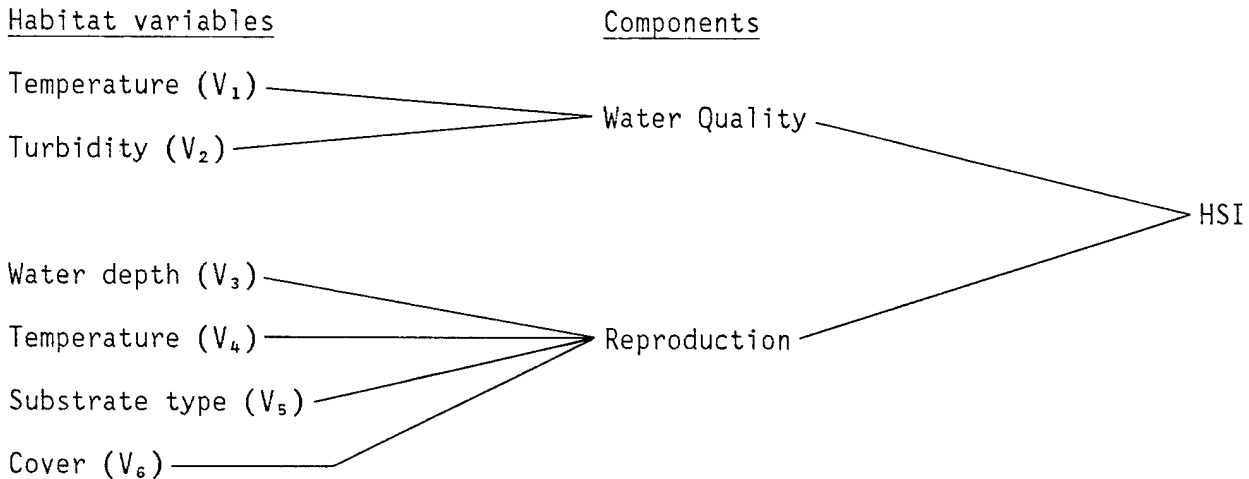 Habitat variables Components
Temperature (V₁)
Water Quality
Turbidity (V₂)
HSI
Water depth (V₃)
Temperature (V₄) Reproduction
Substrate type (V₅)
Cover (V₆)